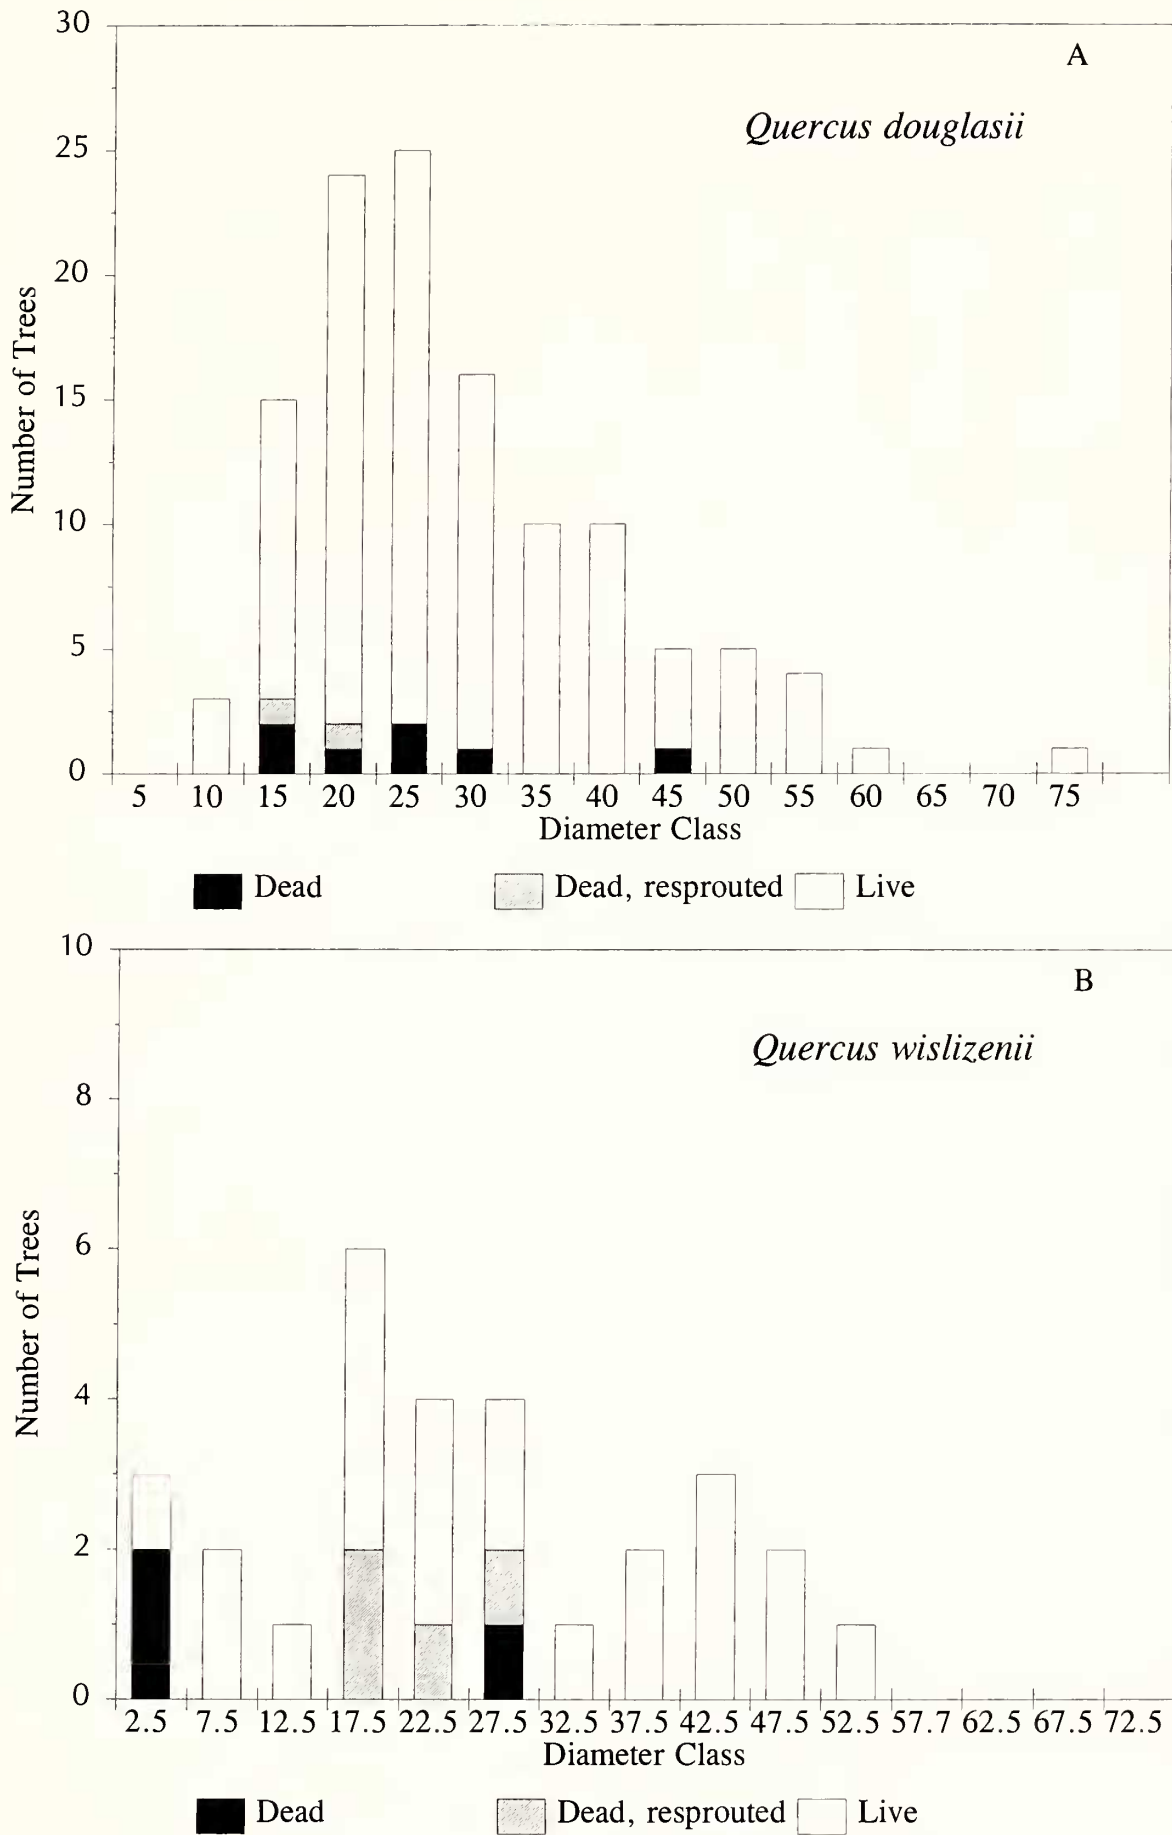 30
A
Quercus douglasii
25
20
15
10
5
0
Number of Trees
5 10 15 20 25 30 35 40 45 50 55 60 65 70 75
Diameter Class
Dead Dead, resprouted Live
10
B
Quercus wislizenii
8
6
4
2
0
Number of Trees
2.5 7.5 12.5 17.5 22.5 27.5 32.5 37.5 42.5 47.5 52.5 57.7 62.5 67.5 72.5
Diameter Class
Dead Dead, resprouted Live